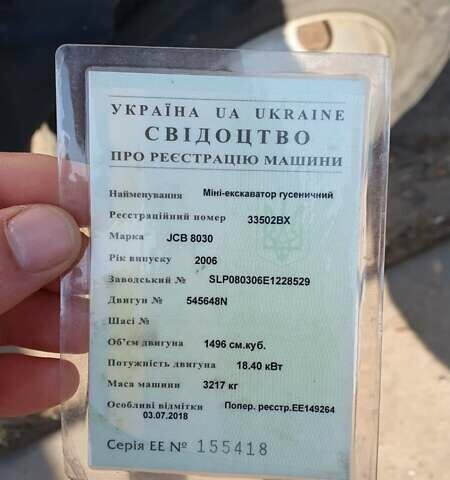 УКРАЇНА UA UKRAINE
СВІДОЦТВО
ПРО РЕЄСТРАЦІЮ МАШИНИ
Найменування Міні-екскаватор гусеничний
Реєстраційний номер 33502ВХ
Марка JCB 8030
Рік випуску 2006
Заводський № SLP080306E1228529
Двигун № 545648N
Шасі №
Об'єм двигуна 1496 см.куб.
Потужність двигуна 18.40 кВт
Маса машини 3217 кг
Особливі відмітки Попер. реєстр.ЕЕ149264
03.07.2018
Серія ЕЕ № 155418